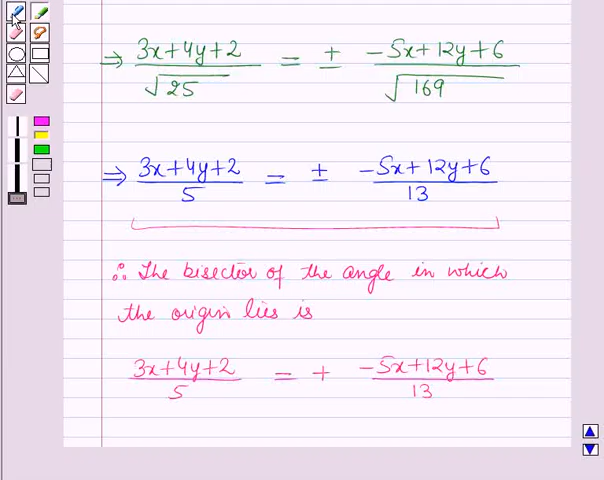 ⇒ (3x+4y+2)/√25 = ± (-5x+12y+6)/√169
⇒ (3x+4y+2)/5 = ± (-5x+12y+6)/13
∴ The bisector of the angle in which
the origin lies is
(3x+4y+2)/5 = + (-5x+12y+6)/13